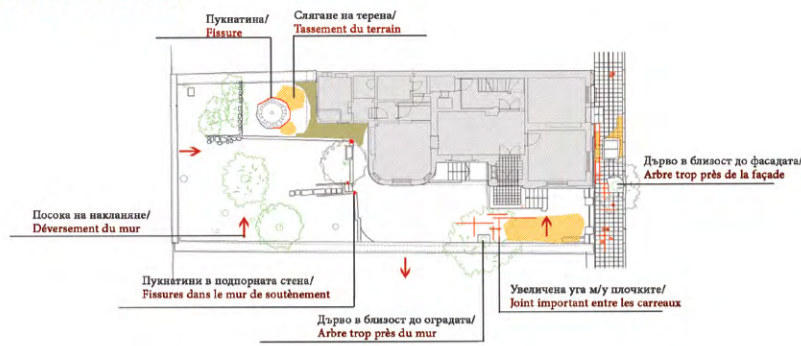 Пукнатина/
Fissure
Слягане на терена/
Tassement du terrain
Дърво в близост до фасадата/
Arbre trop près de la façade
Посока на накланяне/
Déversement du mur
Пукнатини в подпорната стена/
Fissures dans le mur de soutènement
Увеличена уга м/у плочките/
Joint important entre les carreaux
Дърво в близост до оградата/
Arbre trop près du mur